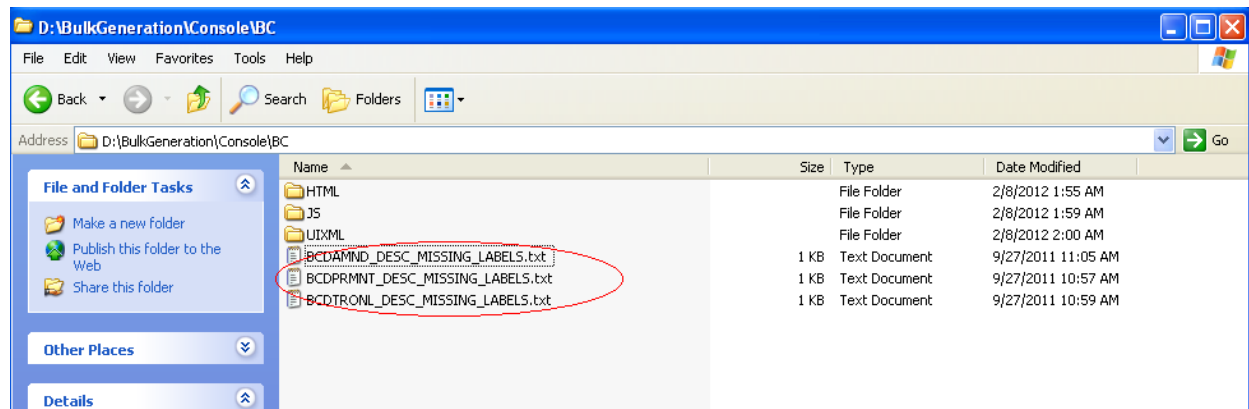 D:\BulkGeneration\Console\BC
File Edit View Favorites Tools Help
Back Search Folders
Address D:\BulkGeneration\Console\BC Go
Name Size Type Date Modified
File and Folder Tasks
Make a new folder
Publish this folder to the
Web
Share this folder
Other Places
Details
HTML File Folder 2/8/2012 1:55 AM
JS File Folder 2/8/2012 1:59 AM
UIXML File Folder 2/8/2012 2:00 AM
BCDAMND_DESC_MISSING_LABELS.txt 1 KB Text Document 9/27/2011 11:05 AM
BCDPRMNT_DESC_MISSING_LABELS.txt 1 KB Text Document 9/27/2011 10:57 AM
BCDTRONL_DESC_MISSING_LABELS.txt 1 KB Text Document 9/27/2011 10:59 AM